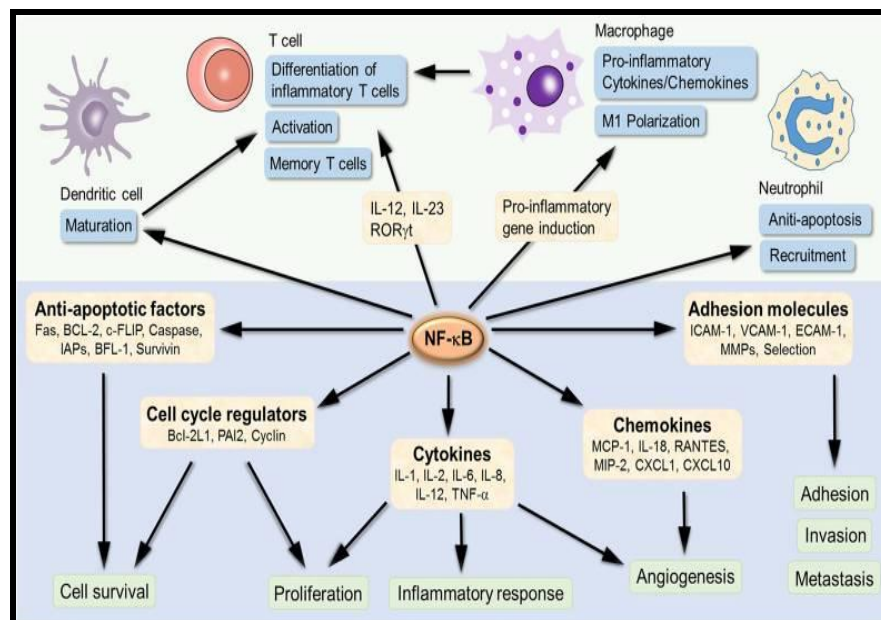 T cell
Differentiation of
inflammatory T cells
Activation
Memory T cells
Macrophage
Pro-inflammatory
Cytokines/Chemokines
M1 Polarization
Dendritic cell
Maturation
IL-12, IL-23
RORγt
Pro-inflammatory
gene induction
Neutrophil
Aniti-apoptosis
Recruitment
Anti-apoptotic factors
Fas, BCL-2, c-FLIP, Caspase,
IAPs, BFL-1, Survivin
NF-κB
Adhesion molecules
ICAM-1, VCAM-1, ECAM-1,
MMPs, Selection
Cell cycle regulators
Bcl-2L1, PAI2, Cyclin
Cytokines
IL-1, IL-2, IL-6, IL-8,
IL-12, TNF-α
Chemokines
MCP-1, IL-18, RANTES,
MIP-2, CXCL1, CXCL10
Adhesion
Invasion
Metastasis
Cell survival
Proliferation
Inflammatory response
Angiogenesis